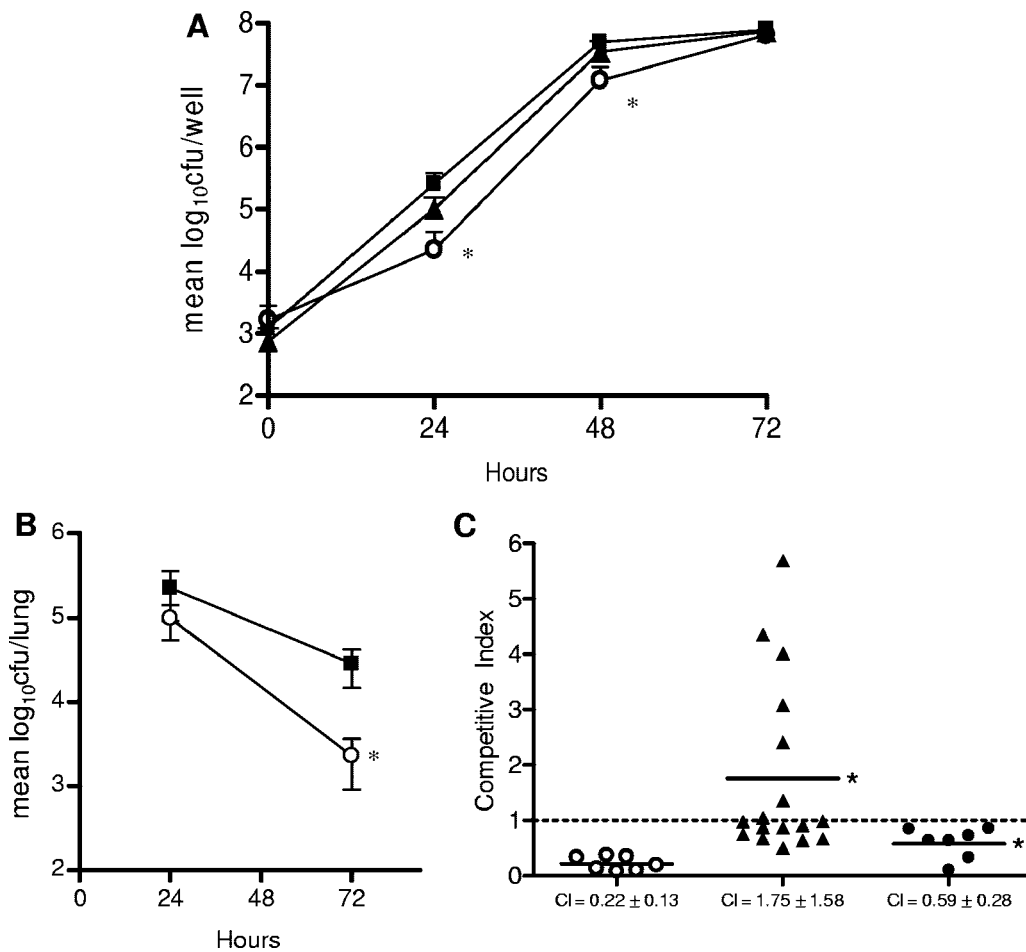 A
8
7
6
5
4
3
2
mean log₁₀cfu/well
*
*
0 24 48 72
Hours
B
6
5
4
3
2
mean log₁₀cfu/lung
*
0 24 48 72
Hours
C
6
5
4
3
2
1
0
Competitive Index
*
*
CI = 0.22 ± 0.13 CI = 1.75 ± 1.58 CI = 0.59 ± 0.28